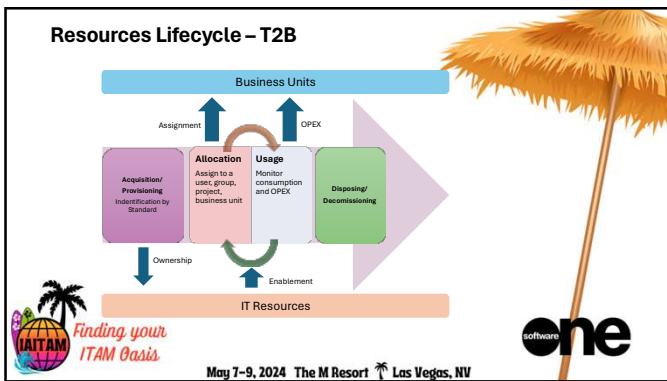 Resources Lifecycle – T2B
Business Units
Assignment
OPEX
Acquisition/
Provisioning
Indentification by
Standard
Allocation
Assign to a
user, group,
project,
business unit
Usage
Monitor
consumption
and OPEX
Disposing/
Decomissioning
Ownership
Enablement
IT Resources
IAITAM
Finding your
ITAM Oasis
software
one
May 7-9, 2024 The M Resort Las Vegas, NV